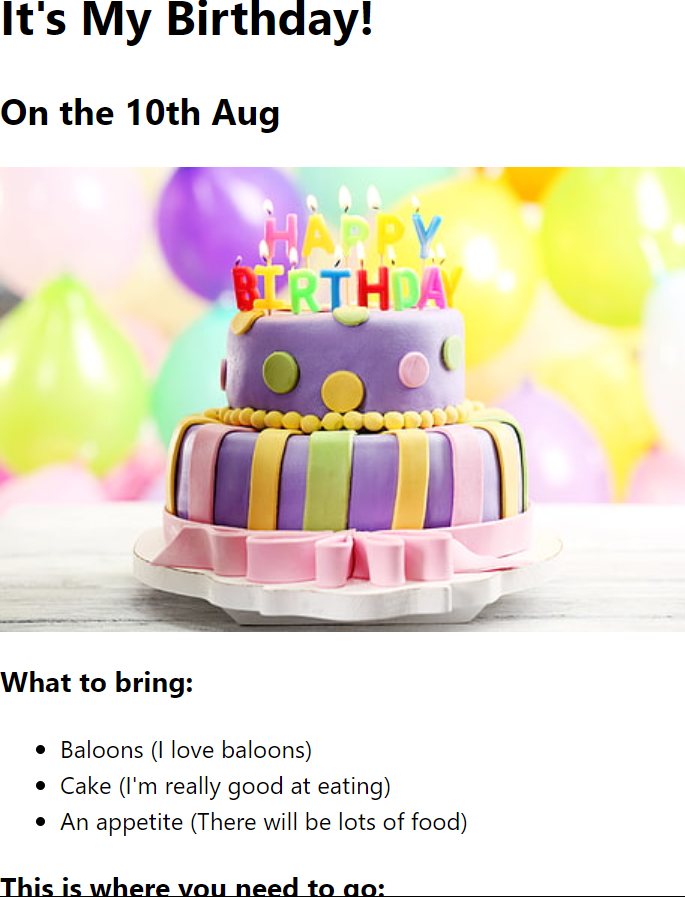 It's My Birthday!
On the 10th Aug
HAPPY
BIRTHDAY
What to bring:
Baloons (I love baloons)
Cake (I'm really good at eating)
An appetite (There will be lots of food)
This is where you need to go: